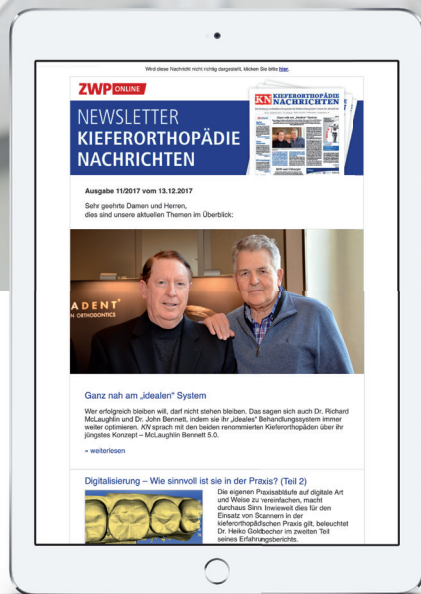 Wird diese Nachricht nicht richtig dargestellt, klicken Sie bitte hier.
ZWP ONLINE
NEWSLETTER
KIEFERORTHOPÄDIE
NACHRICHTEN
KN KIEFERORTHOPÄDIE
NACHRICHTEN
Ausgabe 11/2017 vom 13.12.2017
Sehr geehrte Damen und Herren,
dies sind unsere aktuellen Themen im Überblick:
ADENT
N ORTHODONTICS
Ganz nah am „idealen“ System
Wer erfolgreich bleiben will, darf nicht stehen bleiben. Das sagen sich auch Dr. Richard
McLaughlin und Dr. John Bennett, indem sie ihr „ideales“ Behandlungssystem immer
weiter optimieren. KN sprach mit den beiden renommierten Kieferorthopäden über ihr
jüngstes Konzept – McLaughlin Bennett 5.0.
» weiterlesen
Digitalisierung – Wie sinnvoll ist sie in der Praxis? (Teil 2)
Die eigenen Praxisabläufe auf digitale Art
und Weise zu vereinfachen, macht
durchaus Sinn. Inwieweit dies für den
Einsatz von Scannern in der
kieferorthopädischen Praxis gilt, beleuchtet
Dr. Heiko Goldbecher im zweiten Teil
seines Erfahrungsberichts.